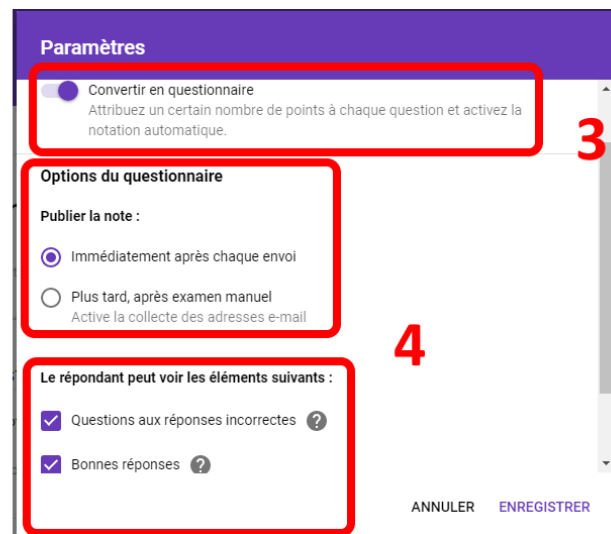 Paramètres
Convertir en questionnaire
Attribuez un certain nombre de points à chaque question et activez la
notation automatique.
3
Options du questionnaire
Publier la note :
Immédiatement après chaque envoi
Plus tard, après examen manuel
Active la collecte des adresses e-mail
4
Le répondant peut voir les éléments suivants :
Questions aux réponses incorrectes ?
Bonnes réponses ?
ANNULER ENREGISTRER